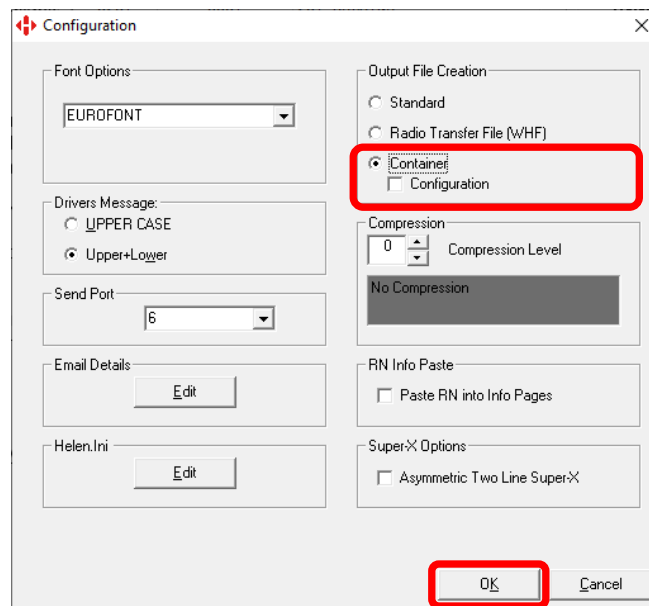 Configuration
Font Options
EUROFONT
Drivers Message:
UPPER CASE
Upper+Lower
Send Port
6
Email Details
Edit
Helen.Ini
Edit
Output File Creation
Standard
Radio Transfer File (WHF)
Container
Configuration
Compression
0
Compression Level
No Compression
RN Info Paste
Paste RN into Info Pages
Super-X Options
Asymmetric Two Line Super-X
OK
Cancel